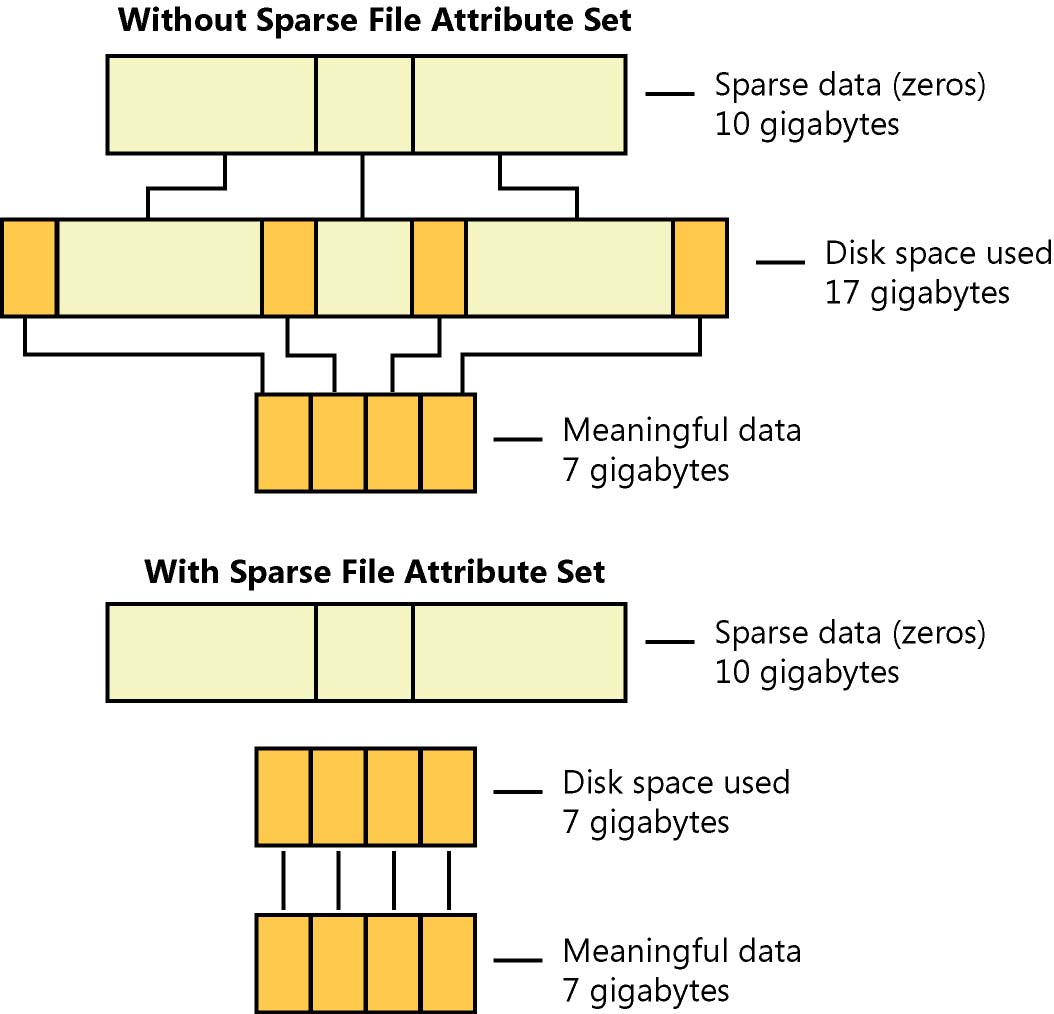 Without Sparse File Attribute Set
Sparse data (zeros)
10 gigabytes
Disk space used
17 gigabytes
Meaningful data
7 gigabytes
With Sparse File Attribute Set
Sparse data (zeros)
10 gigabytes
Disk space used
7 gigabytes
Meaningful data
7 gigabytes